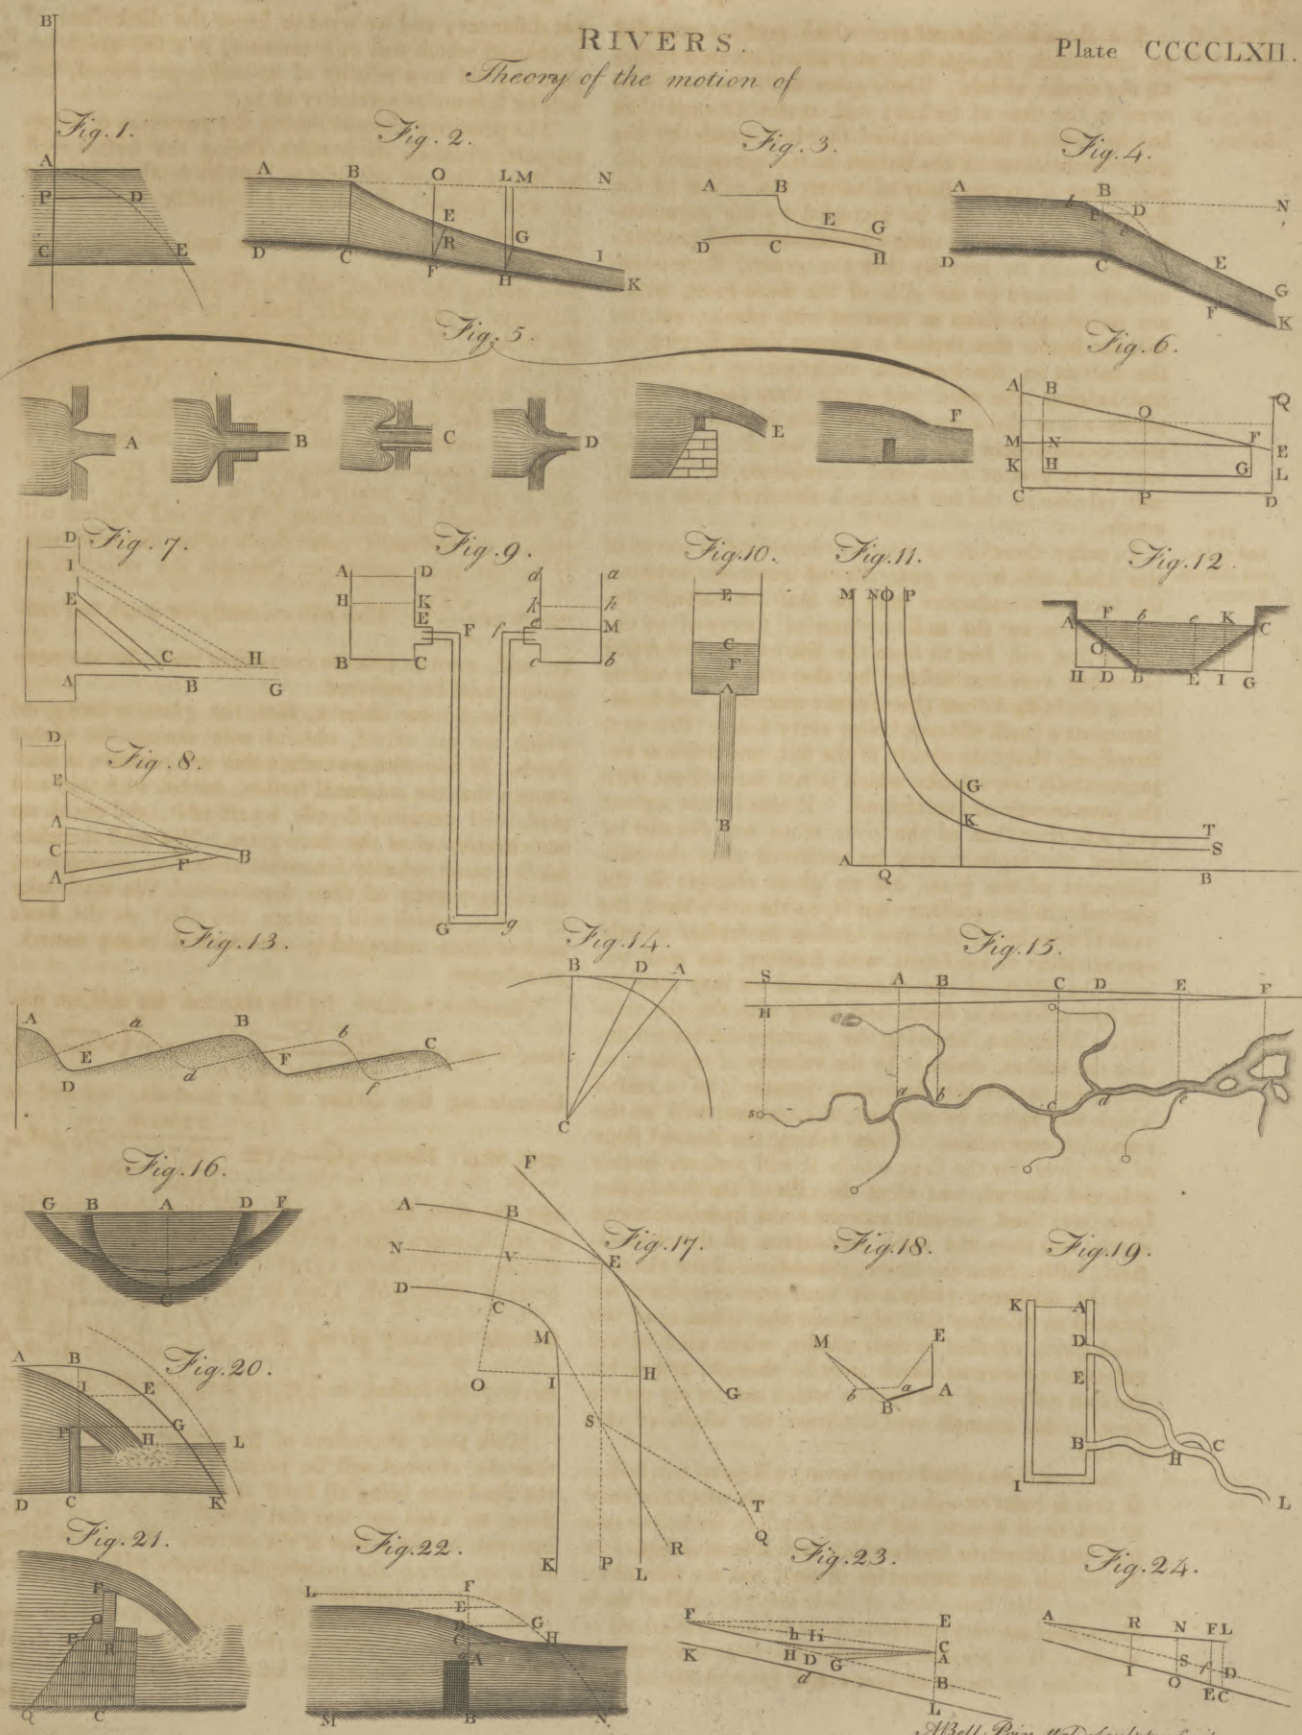 RIVERS.
Plate CCCCLXII.
Theory of the motion of
Fig. 1.
B
A
P D
C E
Fig. 2.
A B O L M N
E
R G
D C F H I K
Fig. 3.
A B
E G
D C H
Fig. 4.
A b B N
P D
e
D C E
F G
K
Fig. 5.
A B C D E F
Fig. 6.
A B Q
O
M N F E
K H G L
C P D
Fig. 7.
D
I
E
C H
A B G
Fig. 8.
D
E
A
C F B
A
Fig. 9.
A D d a
H K k h
E e M
F f
B C c b
G g
Fig. 10.
E
C
F
A
B
Fig. 11.
M N O P
G
K
T
S
A Q B
Fig. 12
A F b e K C
O
H D B E I G
Fig. 13.
A a B b C
E F
D d f
Fig. 14.
B D A
C
Fig. 15.
S A B C D E F
H
s a b c d e
Fig. 16.
G B A D F
E
C
Fig. 17.
F
A B
N V E
D C
M
O I H G
S
T
Q
K P L R
Fig. 18.
M E
b a A
B
Fig. 19.
K A
D
E
B C
H
I L
Fig. 20.
A B
I E
F G
H L
D C K
Fig. 21.
F
O
P R
Q C
Fig. 22.
L F
E
D G
C H
A
M B N
Fig. 23.
F E
h I i C
K H D G A
d B
L
Fig. 24.
A R N F L
S f D
I O E C